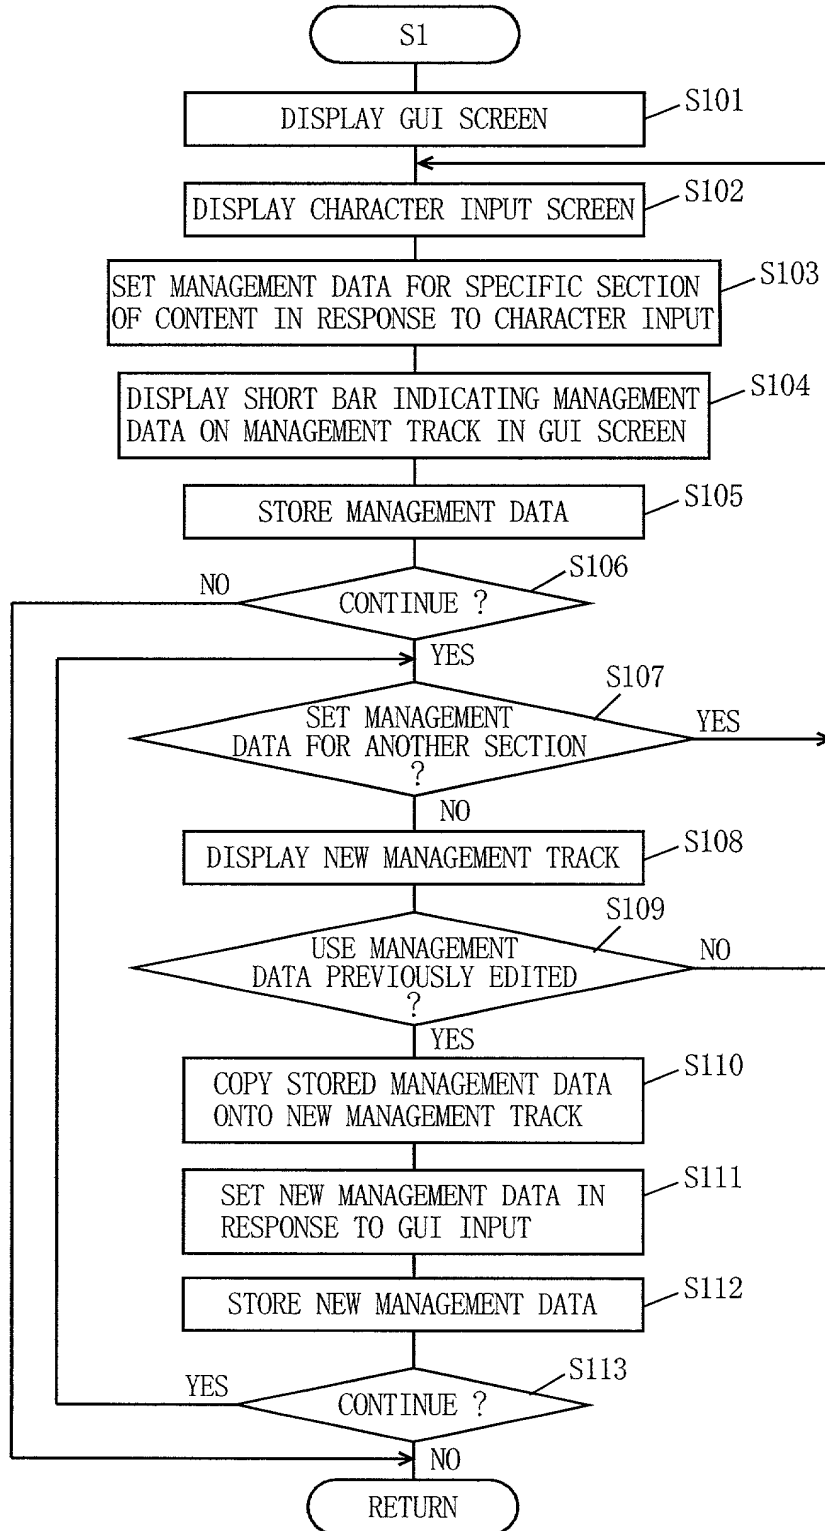 S1
DISPLAY GUI SCREEN
S101
DISPLAY CHARACTER INPUT SCREEN
S102
SET MANAGEMENT DATA FOR SPECIFIC SECTION
OF CONTENT IN RESPONSE TO CHARACTER INPUT
S103
DISPLAY SHORT BAR INDICATING MANAGEMENT
DATA ON MANAGEMENT TRACK IN GUI SCREEN
S104
STORE MANAGEMENT DATA
S105
CONTINUE ?
S106
NO
YES
SET MANAGEMENT
DATA FOR ANOTHER SECTION
?
S107
YES
NO
DISPLAY NEW MANAGEMENT TRACK
S108
USE MANAGEMENT
DATA PREVIOUSLY EDITED
?
S109
NO
YES
COPY STORED MANAGEMENT DATA
ONTO NEW MANAGEMENT TRACK
S110
SET NEW MANAGEMENT DATA IN
RESPONSE TO GUI INPUT
S111
STORE NEW MANAGEMENT DATA
S112
CONTINUE ?
S113
YES
NO
RETURN